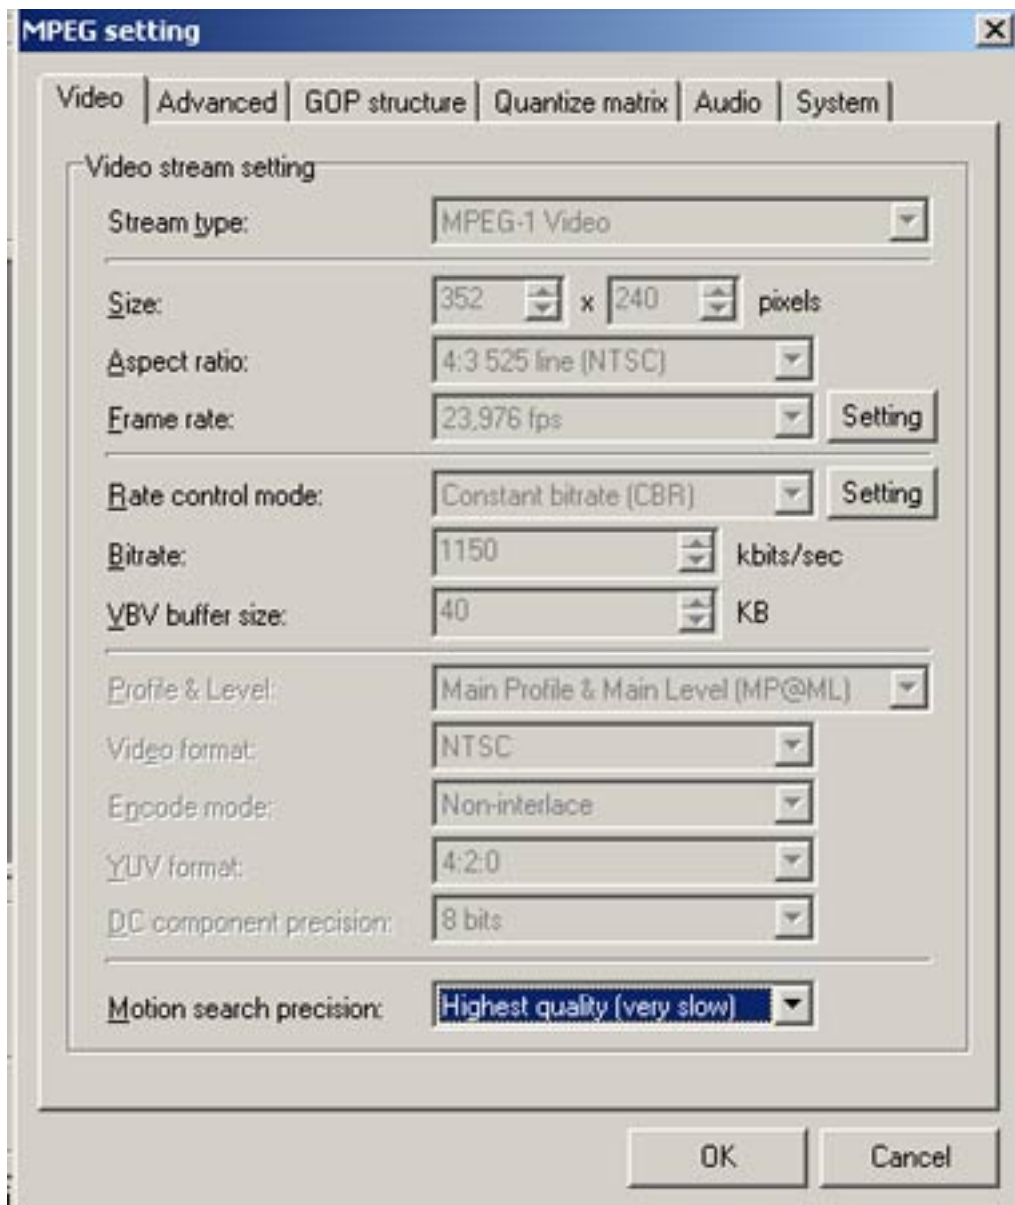 MPEG setting
Video Advanced GOP structure Quantize matrix Audio System
Video stream setting
Stream type: MPEG-1 Video
Size: 352 x 240 pixels
Aspect ratio: 4:3 525 line (NTSC)
Frame rate: 23,976 fps Setting
Rate control mode: Constant bitrate (CBR) Setting
Bitrate: 1150 kbits/sec
VBV buffer size: 40 KB
Profile & Level: Main Profile & Main Level (MP@ML)
Video format: NTSC
Encode mode: Non-interlace
YUV format: 4:2:0
DC component precision: 8 bits
Motion search precision: Highest quality (very slow)
OK Cancel